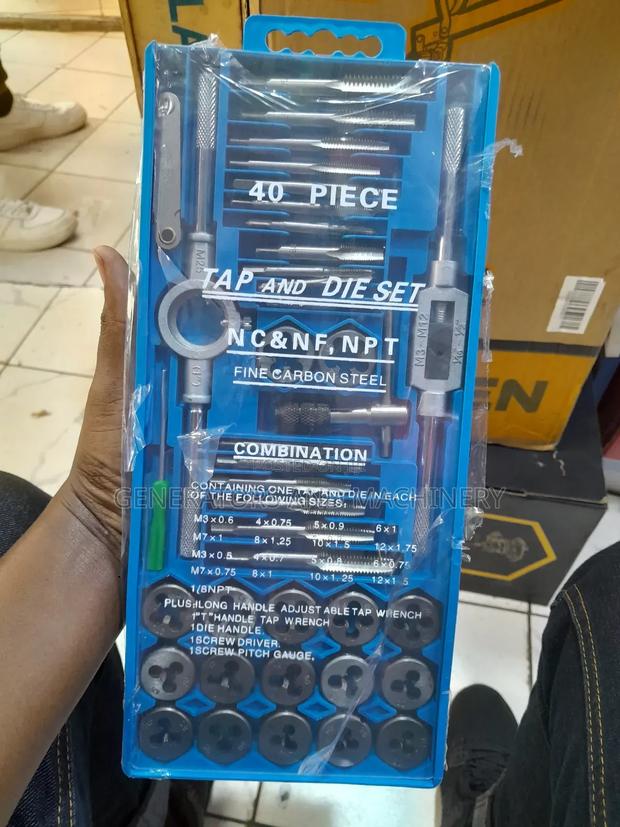 40 PIECE
TAP AND DIE SET
NC&NF, NPT
FINE CARBON STEEL
COMBINATION
CONTAINING ONE TAP AND DIE IN EACH
OF THE FOLLOWING SIZES:
M3×0.6 4×0.75 5×0.9 6×1
M7×1 8×1.25 10×1.5 12×1.75
M3×0.5 4×0.7 5×0.8 6×0.75
M7×0.75 8×1 10×1.25 12×1.5
1/8NPT
PLUS:1LONG HANDLE ADJUSTABLE TAP WRENCH
1"T"HANDLE TAP WRENCH
1DIE HANDLE.
1SCREW DRIVER.
1SCREW PITCH GAUGE.
M25
M3-M12
EN